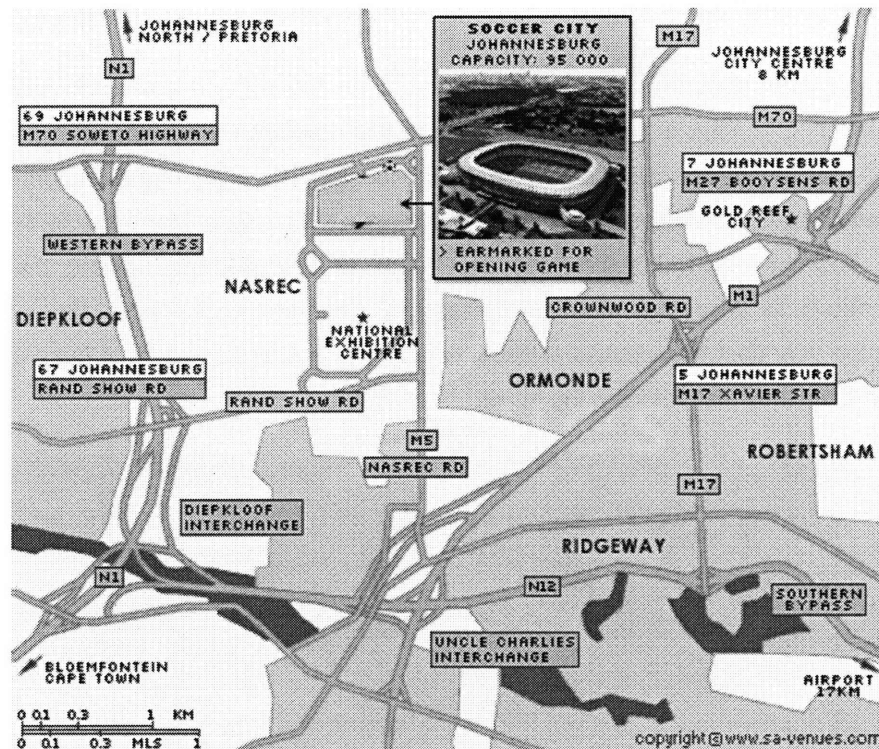 JOHANNESBURG
NORTH / PRETORIA
N1
SOCCER CITY
JOHANNESBURG
CAPACITY: 95 000
M17
JOHANNESBURG
CITY CENTRE
8 KM
69 JOHANNESBURG
M70 SOWETO HIGHWAY
M70
7 JOHANNESBURG
M27 BOOYSENS RD
GOLD REEF
CITY
WESTERN BYPASS
> EARMARKED FOR
OPENING GAME
NASREC
DIEPKLOOF
M1
CROWNWOOD RD
NATIONAL
EXHIBITION
CENTRE
67 JOHANNESBURG
RAND SHOW RD
RAND SHOW RD
ORMONDE
5 JOHANNESBURG
M17 XAVIER STR
M5
NASREC RD
ROBERTSHAM
M17
DIEPKLOOF
INTERCHANGE
RIDGEWAY
N1
N12
SOUTHERN
BYPASS
UNCLE CHARLIES
INTERCHANGE
BLOEMFONTEIN
CAPE TOWN
AIRPORT
17KM
0 0.1 0.3 1 KM
0 0.1 0.3 MLS 1
copyright@www.sa-venues.com